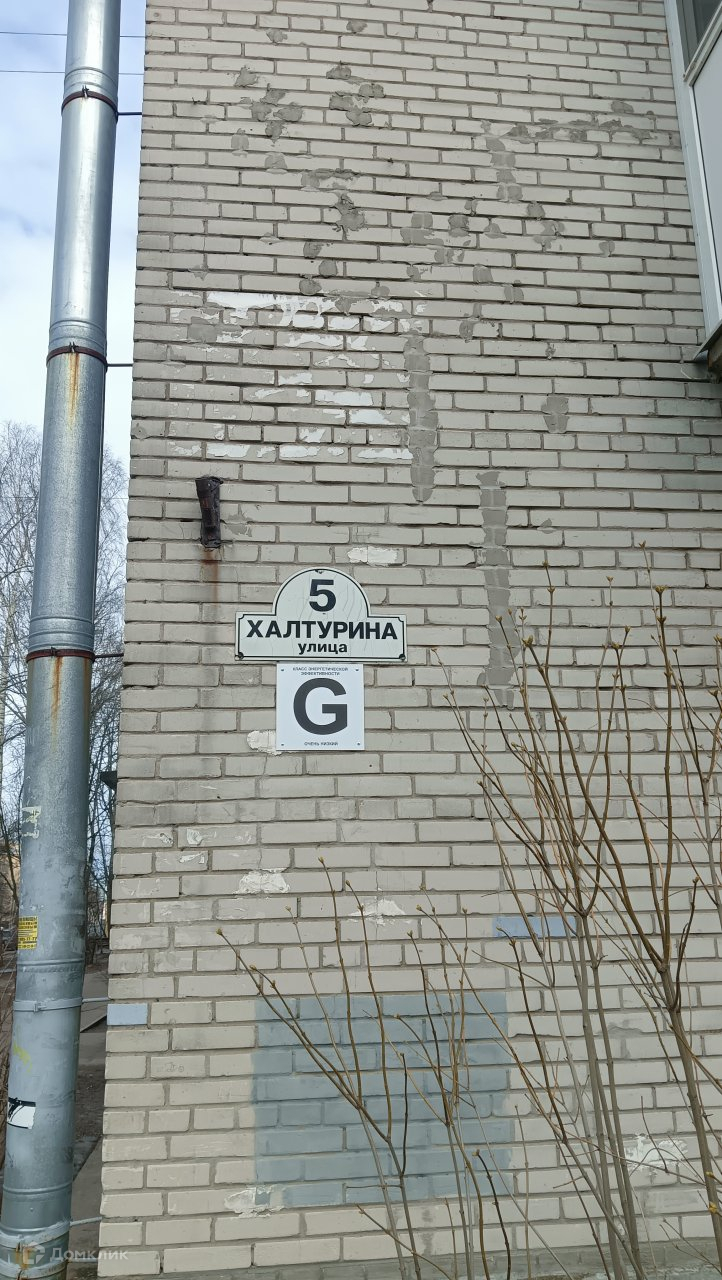 5
ХАЛТУРИНА
улица
КЛАСС ЭНЕРГЕТИЧЕСКОЙ
ЭФФЕКТИВНОСТИ
G
ОЧЕНЬ НИЗКИЙ
Домклик